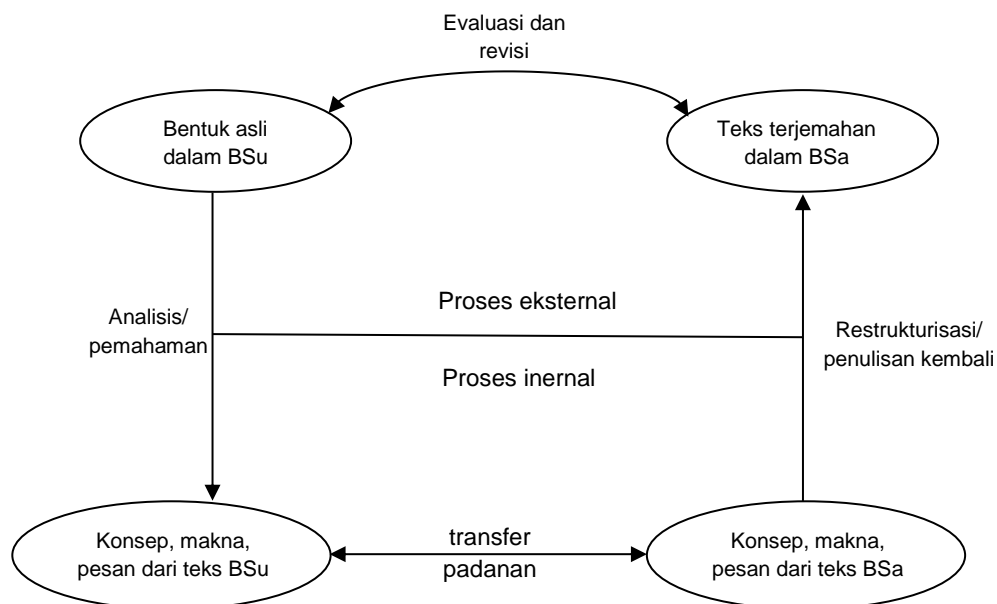 Evaluasi dan
revisi
Bentuk asli
dalam BSu
Teks terjemahan
dalam BSa
Analisis/
pemahaman
Proses eksternal
Proses inernal
Restrukturisasi/
penulisan kembali
Konsep, makna,
pesan dari teks BSu
transfer
padanan
Konsep, makna,
pesan dari teks BSa